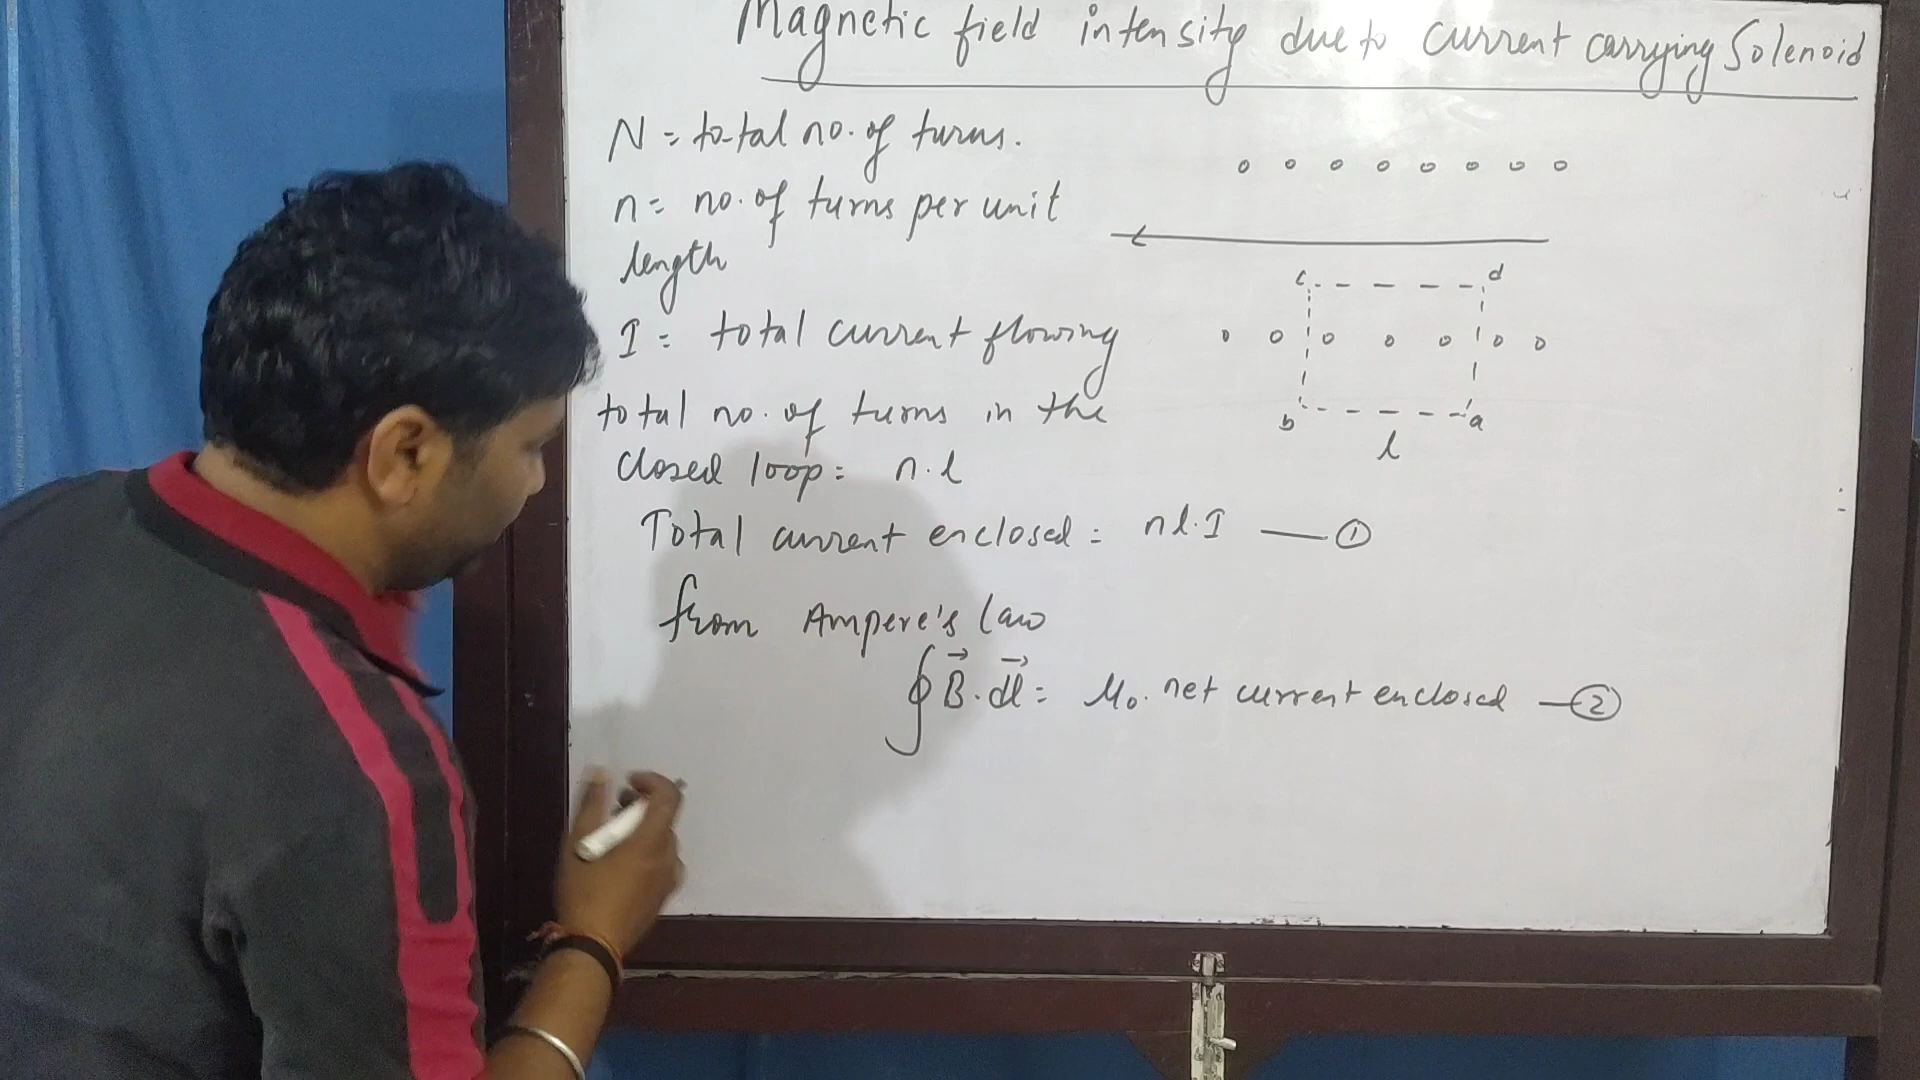 Magnetic field intensity due to current carrying Solenoid
N = total no. of turns.
n = no. of turns per unit
length
I = total current flowing
total no. of turns in the
closed loop = n.l
Total current enclosed = nl.I — ①
from Ampere's law
∮ B⃗.dl⃗ = μ₀. net current enclosed — ②
c d
b a
l